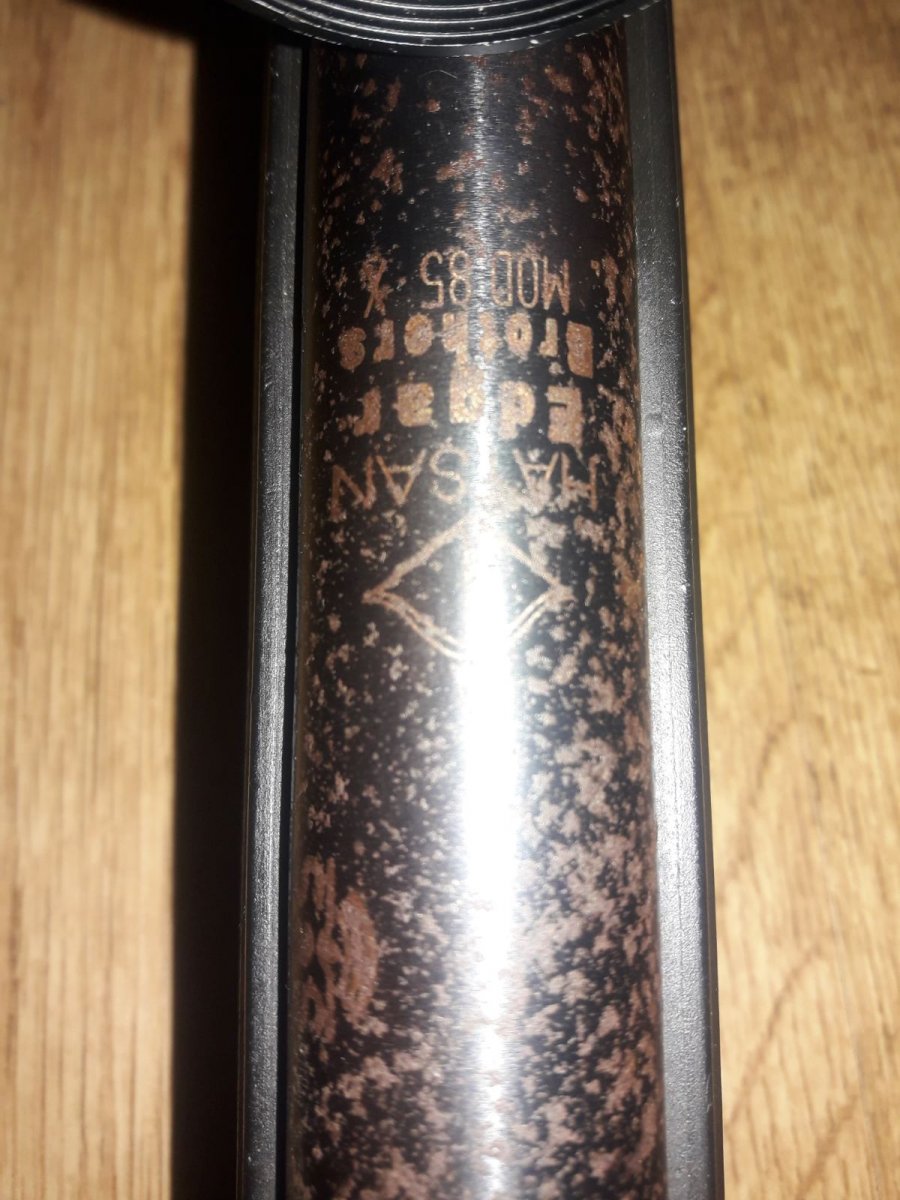 HATSAN
Edgar
Brothers
MOD 85 X